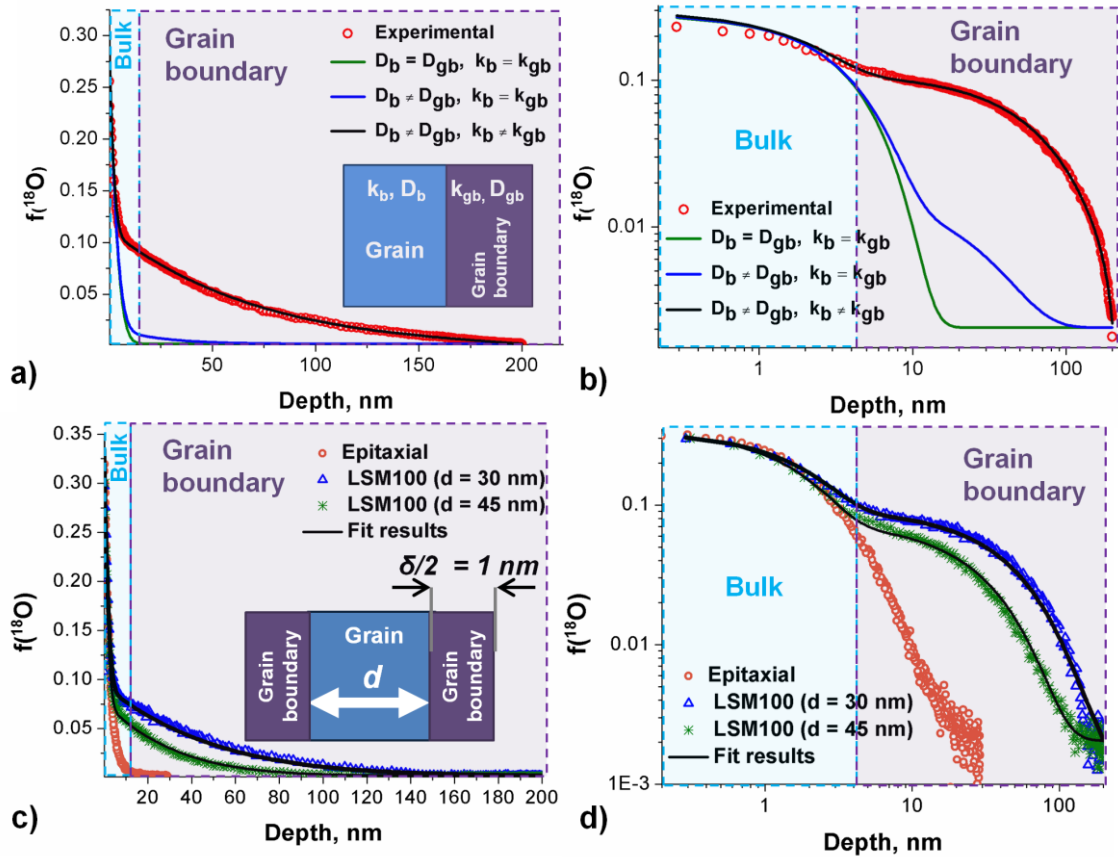 0.30
0.25
0.20
0.15
0.10
0.05
f(¹⁸O)
Bulk
Grain
boundary
Experimental
D_b = D_gb, k_b = k_gb
D_b ≠ D_gb, k_b = k_gb
D_b ≠ D_gb, k_b ≠ k_gb
k_b, D_b
k_gb, D_gb
Grain
Grain
boundary
50
100
150
200
Depth, nm
a)
0.1
0.01
f(¹⁸O)
Grain
boundary
Bulk
Experimental
D_b = D_gb, k_b = k_gb
D_b ≠ D_gb, k_b = k_gb
D_b ≠ D_gb, k_b ≠ k_gb
1
10
100
Depth, nm
b)
0.35
0.30
0.25
0.20
0.15
0.10
0.05
f(¹⁸O)
Bulk
Grain
boundary
Epitaxial
LSM100 (d = 30 nm)
LSM100 (d = 45 nm)
Fit results
δ/2 = 1 nm
Grain
boundary
Grain
d
Grain
boundary
20 40 60 80 100 120 140 160 180 200
Depth, nm
c)
0.1
0.01
1E-3
f(¹⁸O)
Grain
boundary
Bulk
Epitaxial
LSM100 (d = 30 nm)
LSM100 (d = 45 nm)
Fit results
1
10
100
Depth, nm
d)